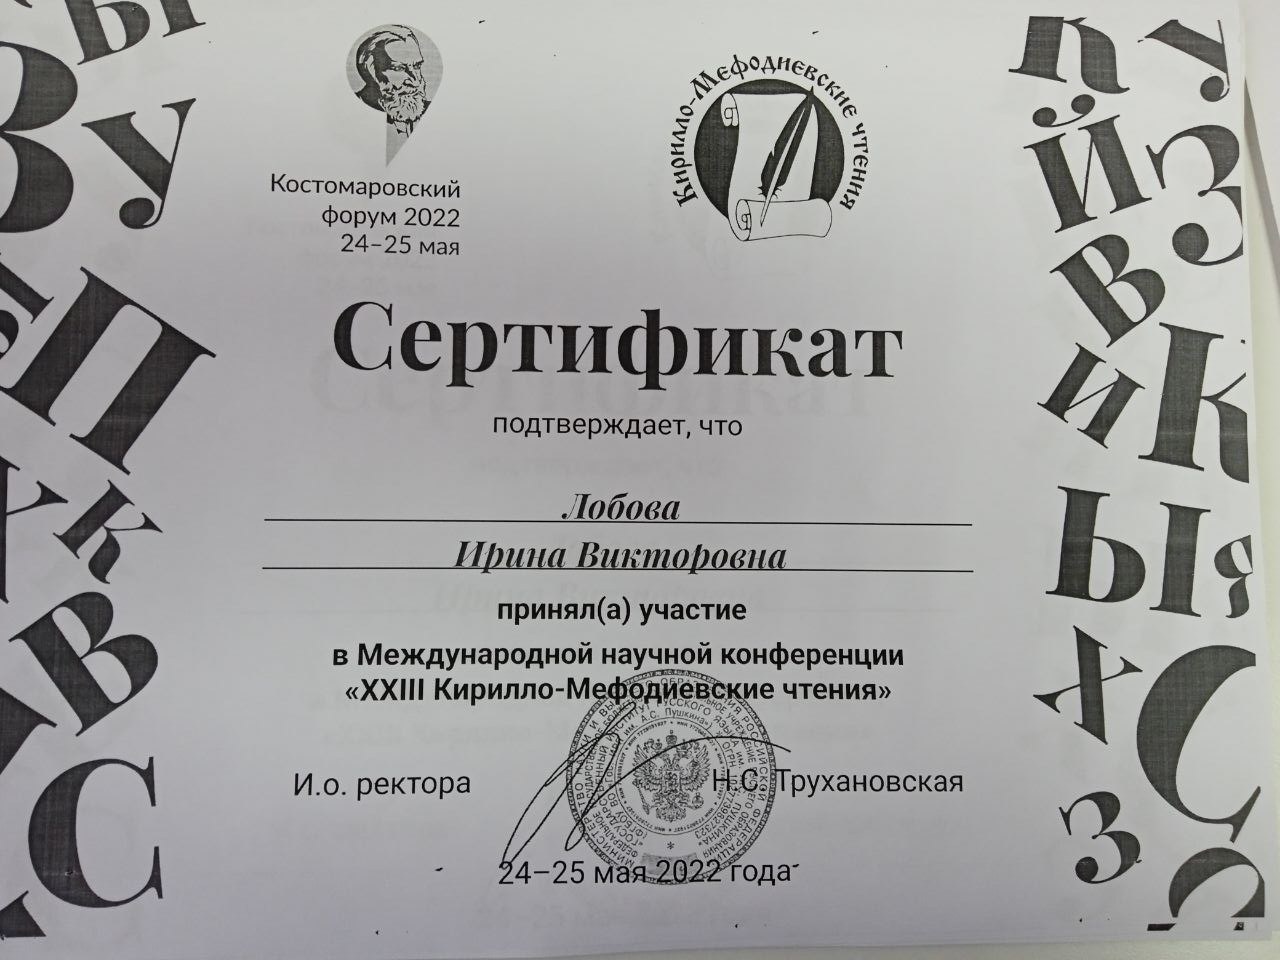 Костомаровский
форум 2022
24–25 мая
Кирилло-Мефодиевские чтения
Сертификат
подтверждает, что
Лобова
Ирина Викторовна
принял(а) участие
в Международной научной конференции
«XXIII Кирилло-Мефодиевские чтения»
И.о. ректора
Н.С. Трухановская
24–25 мая 2022 года